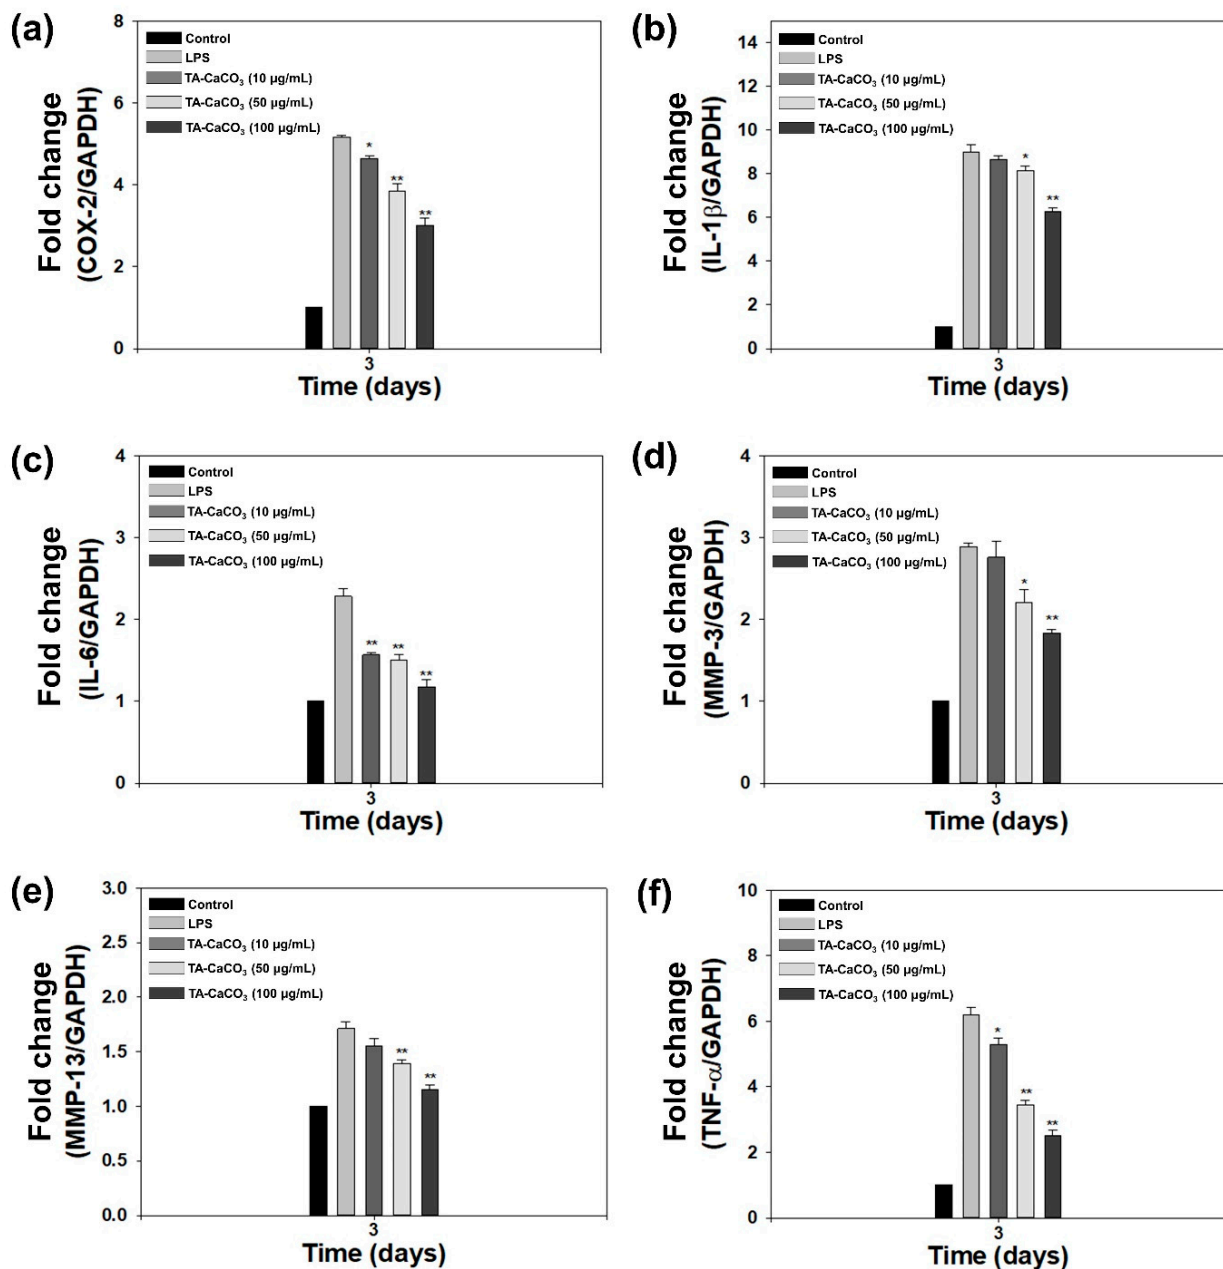 (a)
Fold change
(COX-2/GAPDH)
8
6
4
2
0
Control
LPS
TA-CaCO₃ (10 µg/mL)
TA-CaCO₃ (50 µg/mL)
TA-CaCO₃ (100 µg/mL)
*
**
**
3
Time (days)
(b)
Fold change
(IL-1β/GAPDH)
14
12
10
8
6
4
2
0
Control
LPS
TA-CaCO₃ (10 µg/mL)
TA-CaCO₃ (50 µg/mL)
TA-CaCO₃ (100 µg/mL)
*
**
3
Time (days)
(c)
Fold change
(IL-6/GAPDH)
4
3
2
1
0
Control
LPS
TA-CaCO₃ (10 µg/mL)
TA-CaCO₃ (50 µg/mL)
TA-CaCO₃ (100 µg/mL)
**
**
**
3
Time (days)
(d)
Fold change
(MMP-3/GAPDH)
4
3
2
1
0
Control
LPS
TA-CaCO₃ (10 µg/mL)
TA-CaCO₃ (50 µg/mL)
TA-CaCO₃ (100 µg/mL)
*
**
3
Time (days)
(e)
Fold change
(MMP-13/GAPDH)
3.0
2.5
2.0
1.5
1.0
0.5
0.0
Control
LPS
TA-CaCO₃ (10 µg/mL)
TA-CaCO₃ (50 µg/mL)
TA-CaCO₃ (100 µg/mL)
**
**
3
Time (days)
(f)
Fold change
(TNF-α/GAPDH)
10
8
6
4
2
0
Control
LPS
TA-CaCO₃ (10 µg/mL)
TA-CaCO₃ (50 µg/mL)
TA-CaCO₃ (100 µg/mL)
*
**
**
3
Time (days)